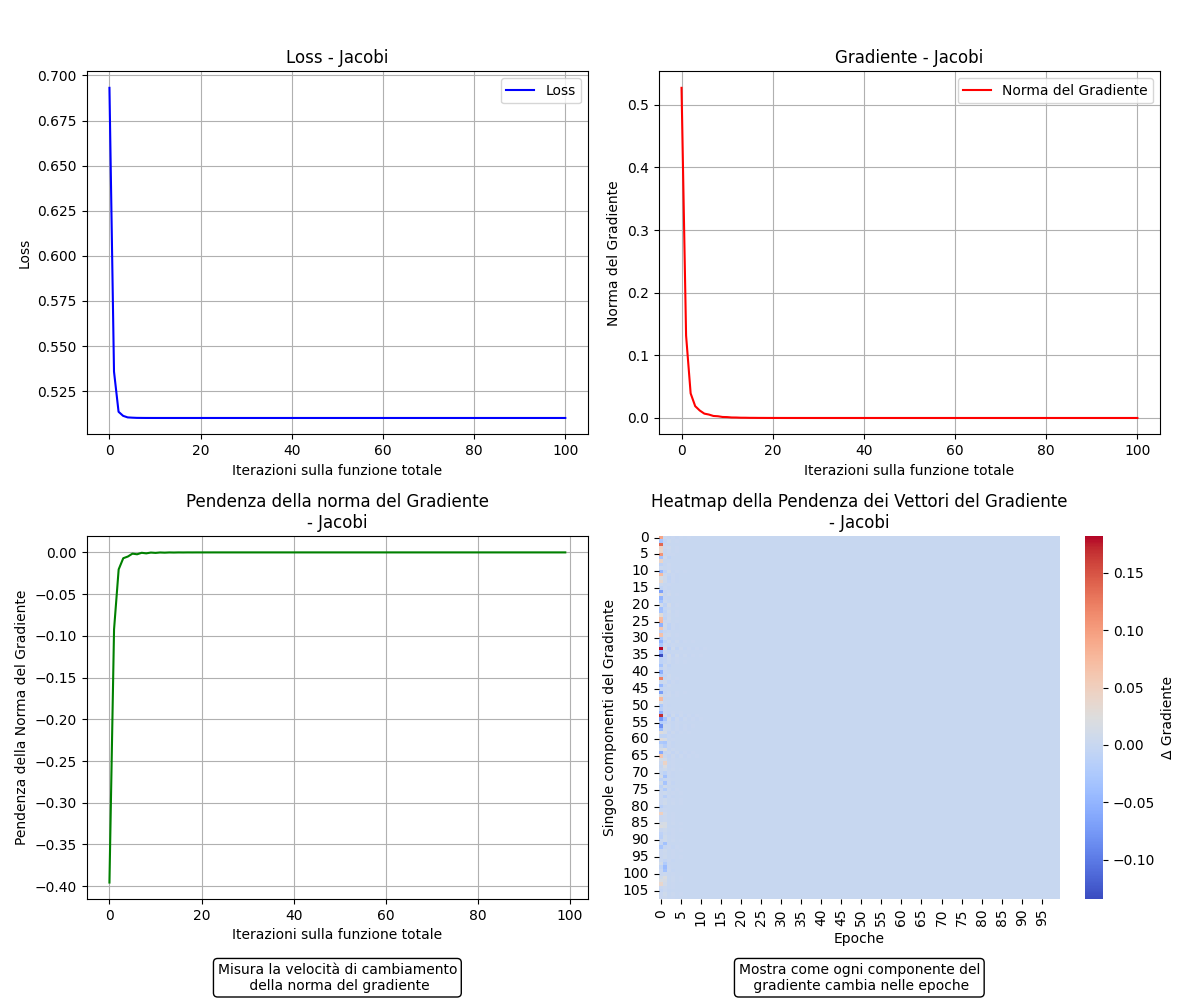 Loss - Jacobi
0.700
0.675
0.650
0.625
0.600
0.575
0.550
0.525
Loss
Loss
0 20 40 60 80 100
Iterazioni sulla funzione totale
Gradiente - Jacobi
0.5
0.4
0.3
0.2
0.1
0.0
Norma del Gradiente
Norma del Gradiente
0 20 40 60 80 100
Iterazioni sulla funzione totale
Pendenza della norma del Gradiente
- Jacobi
0.00
−0.05
−0.10
−0.15
−0.20
−0.25
−0.30
−0.35
−0.40
Pendenza della Norma del Gradiente
0 20 40 60 80 100
Iterazioni sulla funzione totale
Misura la velocità di cambiamento
della norma del gradiente
Heatmap della Pendenza dei Vettori del Gradiente
- Jacobi
0
5
10
15
20
25
30
35
40
45
50
55
60
65
70
75
80
85
90
95
100
105
Singole componenti del Gradiente
0 5 10 15 20 25 30 35 40 45 50 55 60 65 70 75 80 85 90 95
Epoche
0.15
0.10
0.05
0.00
−0.05
−0.10
Δ Gradiente
Mostra come ogni componente del
gradiente cambia nelle epoche